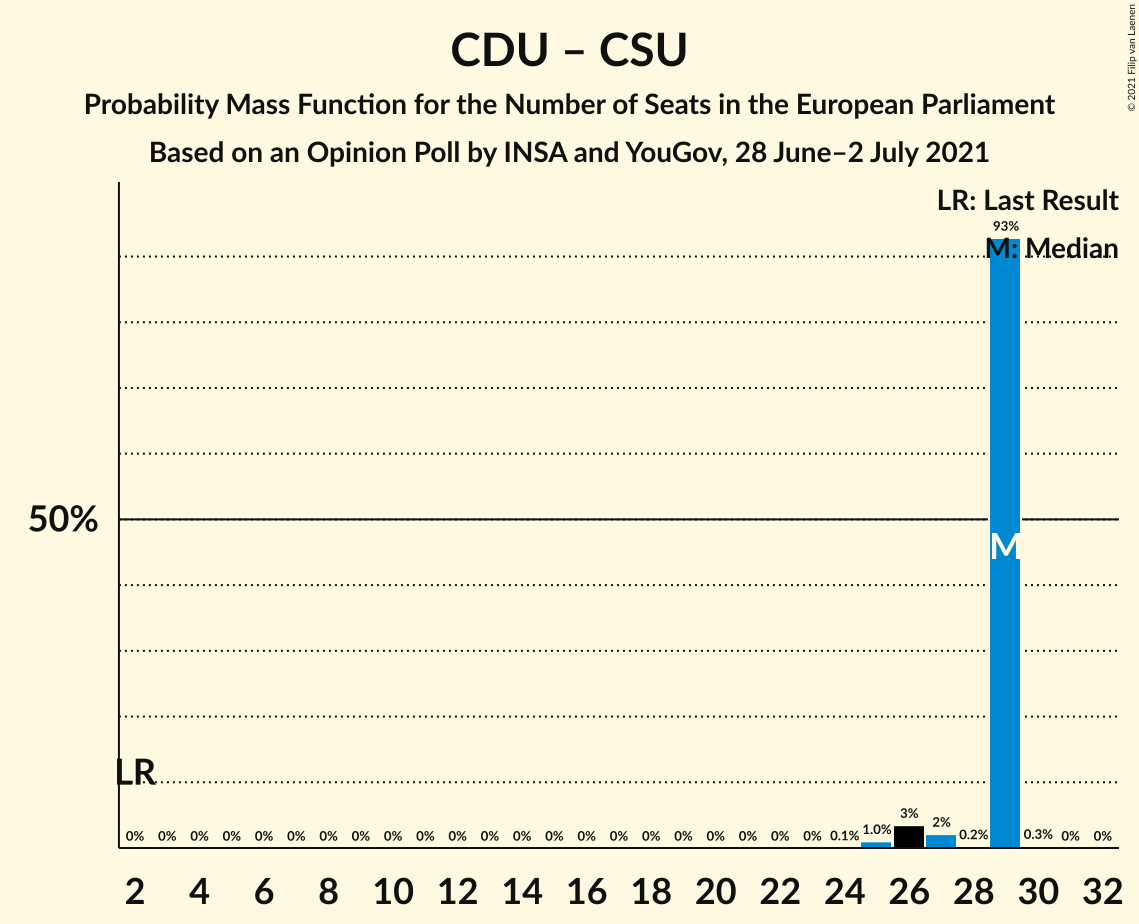 CDU – CSU
Probability Mass Function for the Number of Seats in the European Parliament
Based on an Opinion Poll by INSA and YouGov, 28 June–2 July 2021
© 2021 Filip van Laenen
LR: Last Result
93%
M: Median
50%
M
LR
0% 0% 0% 0% 0% 0% 0% 0% 0% 0% 0% 0% 0% 0% 0% 0% 0% 0% 0% 0% 0% 0% 0.1% 1.0% 3% 2% 0.2% 0.3% 0% 0%
2 4 6 8 10 12 14 16 18 20 22 24 26 28 30 32